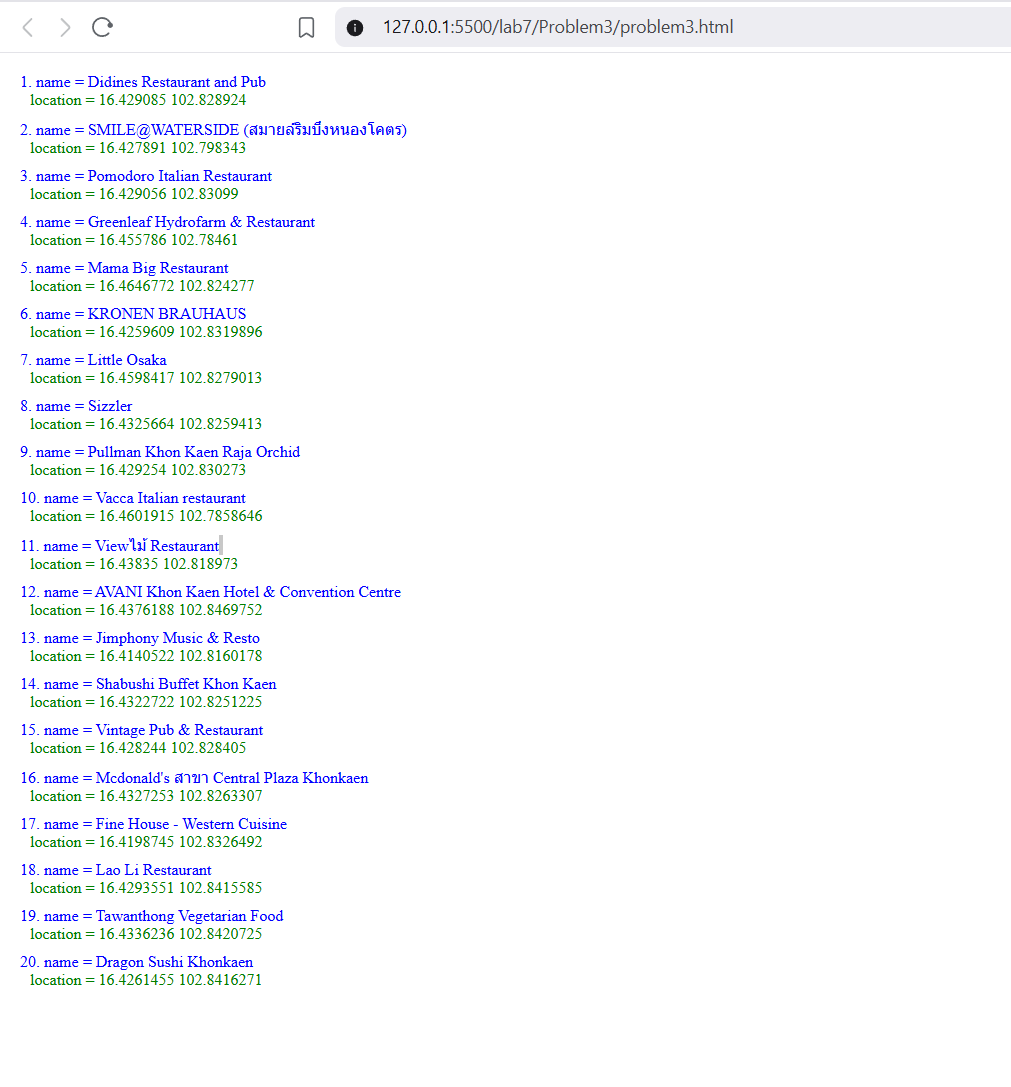 127.0.0.1:5500/lab7/Problem3/problem3.html
1. name = Didines Restaurant and Pub
location = 16.429085 102.828924
2. name = SMILE@WATERSIDE (สมายล์ริมบึงหนองโคตร)
location = 16.427891 102.798343
3. name = Pomodoro Italian Restaurant
location = 16.429056 102.83099
4. name = Greenleaf Hydrofarm & Restaurant
location = 16.455786 102.78461
5. name = Mama Big Restaurant
location = 16.4646772 102.824277
6. name = KRONEN BRAUHAUS
location = 16.4259609 102.8319896
7. name = Little Osaka
location = 16.4598417 102.8279013
8. name = Sizzler
location = 16.4325664 102.8259413
9. name = Pullman Khon Kaen Raja Orchid
location = 16.429254 102.830273
10. name = Vacca Italian restaurant
location = 16.4601915 102.7858646
11. name = Viewไม้ Restaurant
location = 16.43835 102.818973
12. name = AVANI Khon Kaen Hotel & Convention Centre
location = 16.4376188 102.8469752
13. name = Jimphony Music & Resto
location = 16.4140522 102.8160178
14. name = Shabushi Buffet Khon Kaen
location = 16.4322722 102.8251225
15. name = Vintage Pub & Restaurant
location = 16.428244 102.828405
16. name = Mcdonald's สาขา Central Plaza Khonkaen
location = 16.4327253 102.8263307
17. name = Fine House - Western Cuisine
location = 16.4198745 102.8326492
18. name = Lao Li Restaurant
location = 16.4293551 102.8415585
19. name = Tawanthong Vegetarian Food
location = 16.4336236 102.8420725
20. name = Dragon Sushi Khonkaen
location = 16.4261455 102.8416271